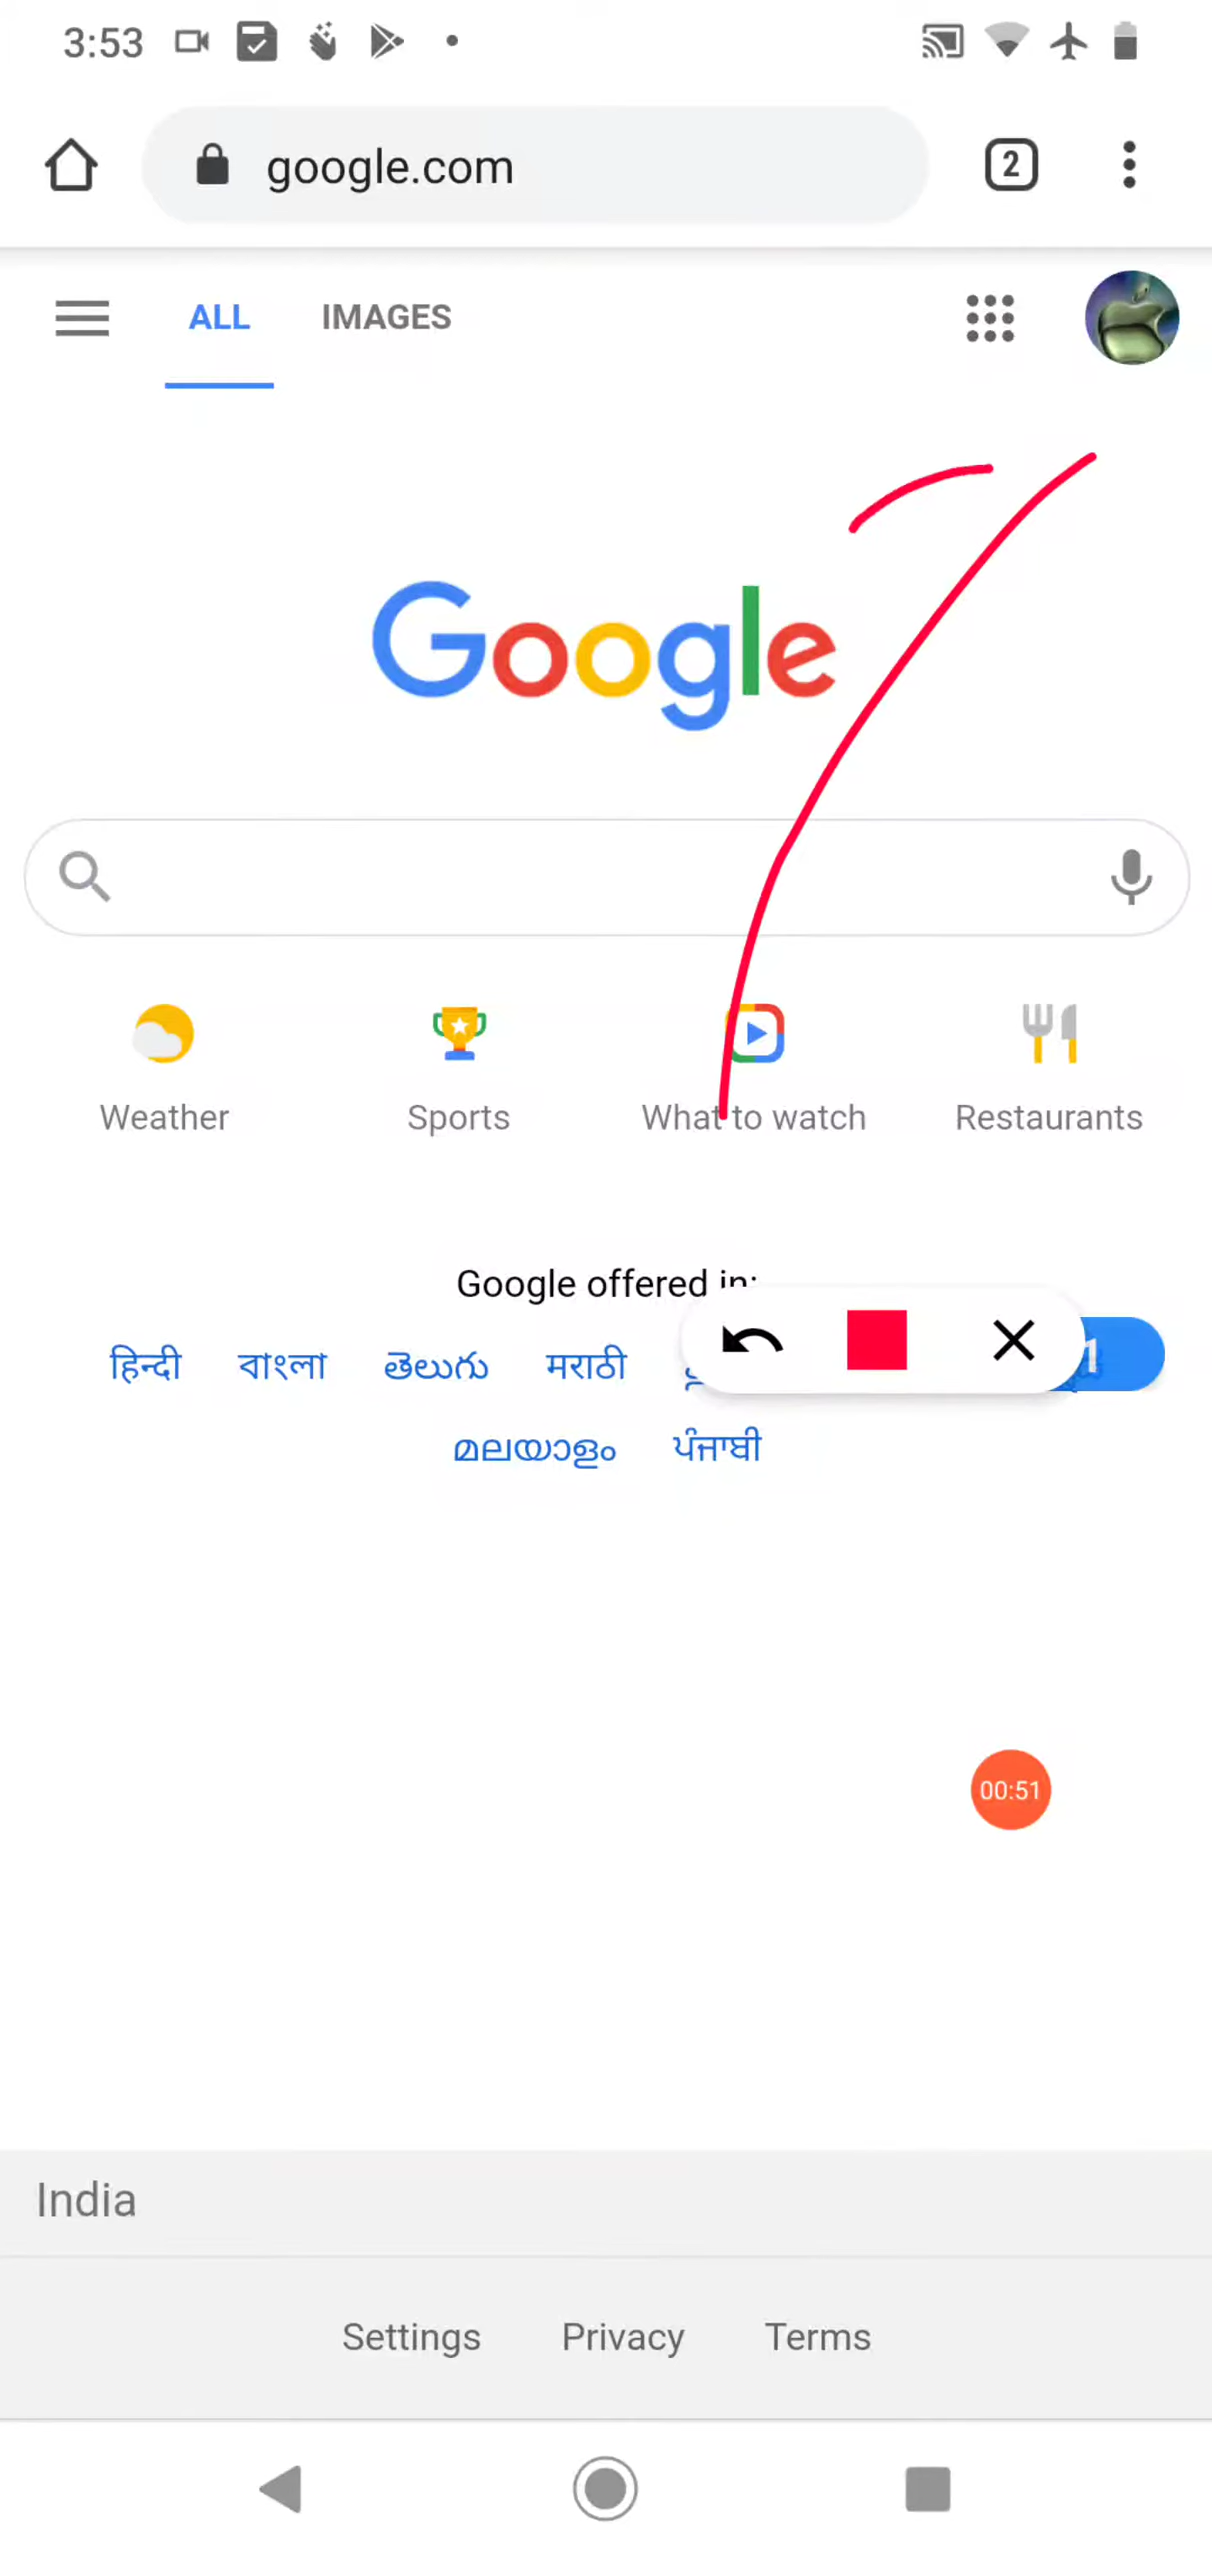 3:53
google.com
2
ALL IMAGES
Google
Weather Sports What to watch Restaurants
Google offered in:
हिन्दी বাংলা తెలుగు मराठी
മലയാളം ਪੰਜਾਬੀ
00:51
India
Settings Privacy Terms